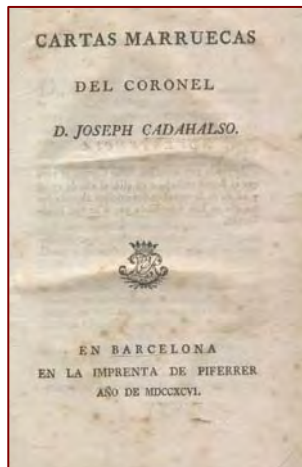 CARTAS MARRUECAS
DEL CORONEL
D. JOSEPH CADAHALSO.
EN BARCELONA
EN LA IMPRENTA DE PIFERRER
AÑO DE MDCCXCVI.